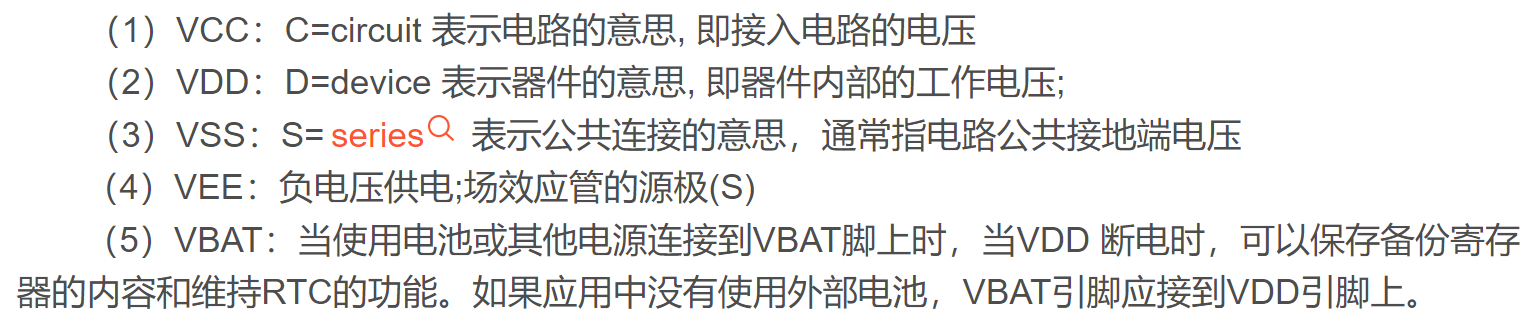 （1）VCC：C=circuit 表示电路的意思, 即接入电路的电压
（2）VDD：D=device 表示器件的意思, 即器件内部的工作电压;
（3）VSS：S= series 表示公共连接的意思，通常指电路公共接地端电压
（4）VEE：负电压供电;场效应管的源极(S)
（5）VBAT：当使用电池或其他电源连接到VBAT脚上时，当VDD 断电时，可以保存备份寄存
器的内容和维持RTC的功能。如果应用中没有使用外部电池，VBAT引脚应接到VDD引脚上。